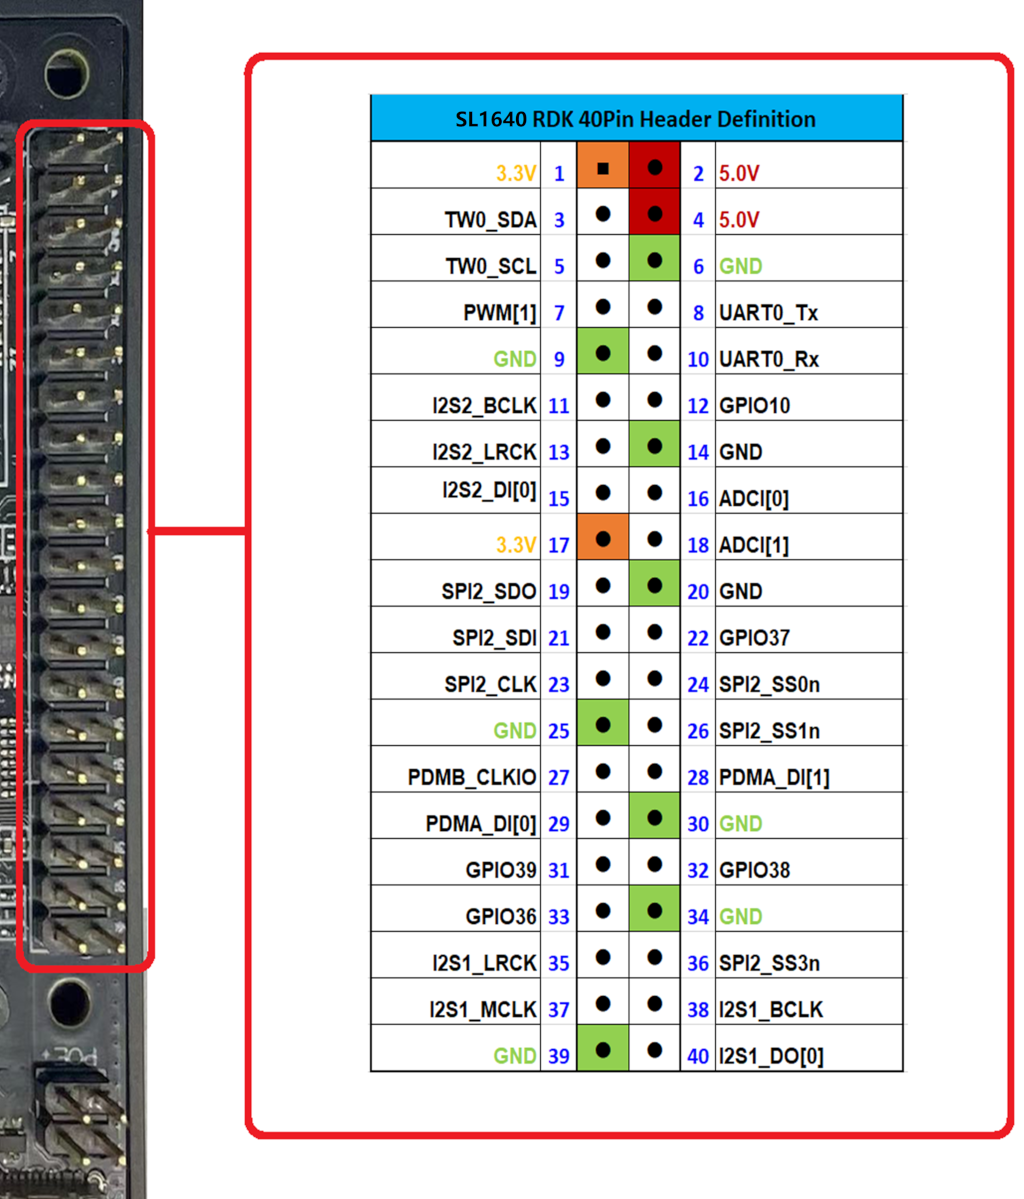 SL1640 RDK 40Pin Header Definition
3.3V 1 2 5.0V
TW0_SDA 3 4 5.0V
TW0_SCL 5 6 GND
PWM[1] 7 8 UART0_Tx
GND 9 10 UART0_Rx
I2S2_BCLK 11 12 GPIO10
I2S2_LRCK 13 14 GND
I2S2_DI[0] 15 16 ADCI[0]
3.3V 17 18 ADCI[1]
SPI2_SDO 19 20 GND
SPI2_SDI 21 22 GPIO37
SPI2_CLK 23 24 SPI2_SS0n
GND 25 26 SPI2_SS1n
PDMB_CLKIO 27 28 PDMA_DI[1]
PDMA_DI[0] 29 30 GND
GPIO39 31 32 GPIO38
GPIO36 33 34 GND
I2S1_LRCK 35 36 SPI2_SS3n
I2S1_MCLK 37 38 I2S1_BCLK
GND 39 40 I2S1_DO[0]
POE+